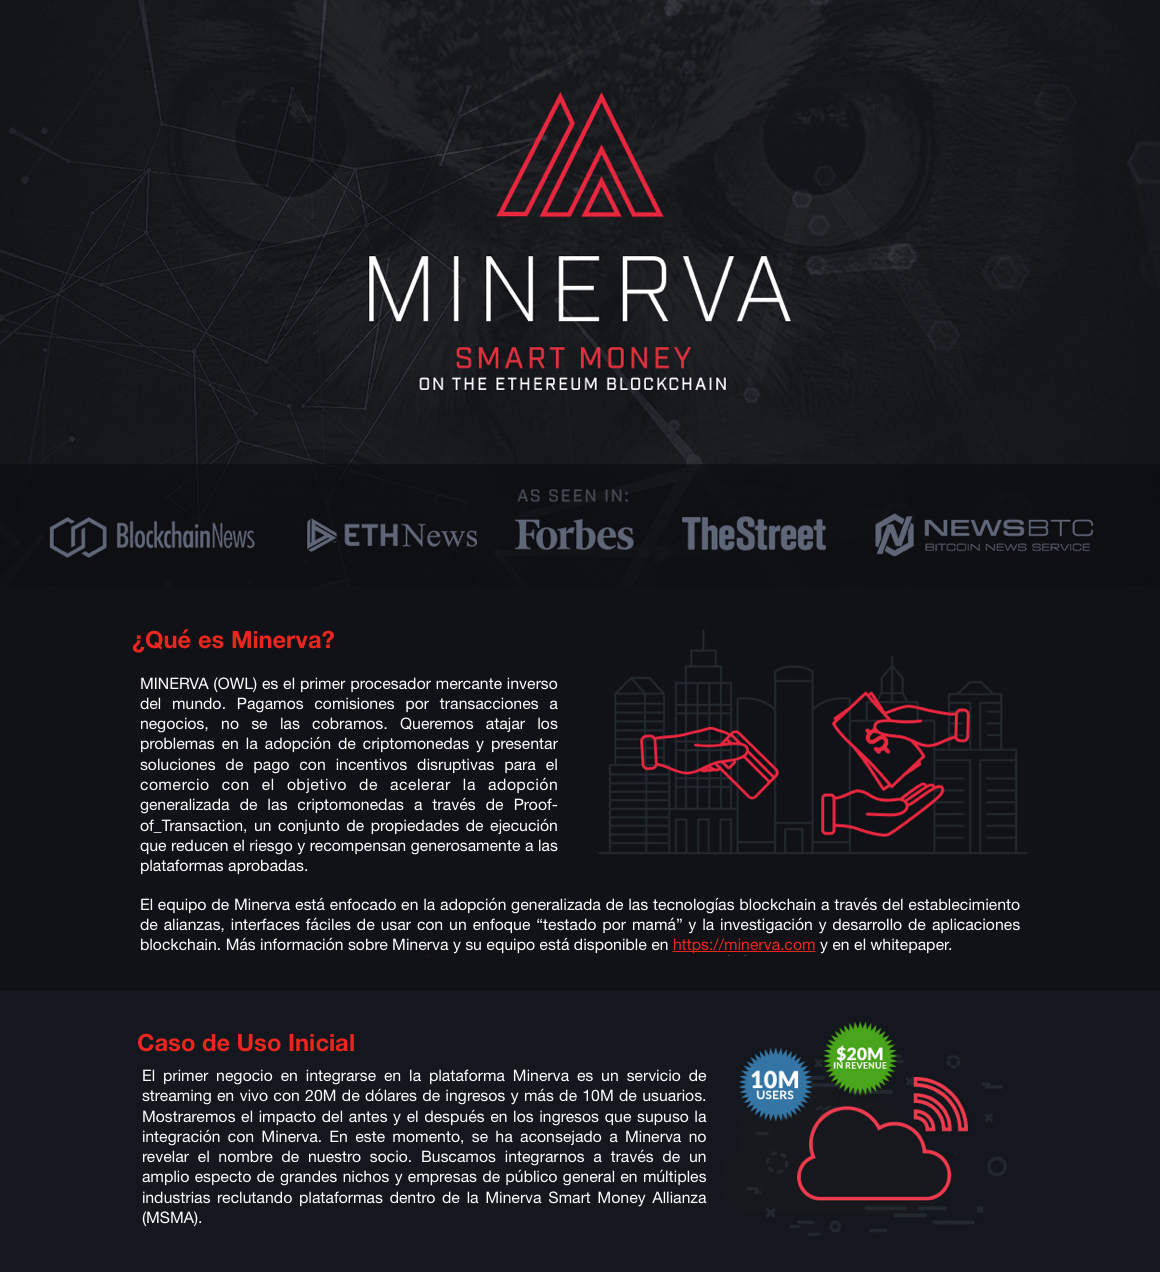 MINERVA
SMART MONEY
ON THE ETHEREUM BLOCKCHAIN
AS SEEN IN:
BlockchainNews
ETHNews
Forbes
TheStreet
NEWSBTC
BITCOIN NEWS SERVICE
¿Qué es Minerva?
MINERVA (OWL) es el primer procesador mercante inverso
del mundo. Pagamos comisiones por transacciones a
negocios, no se las cobramos. Queremos atajar los
problemas en la adopción de criptomonedas y presentar
soluciones de pago con incentivos disruptivas para el
comercio con el objetivo de acelerar la adopción
generalizada de las criptomonedas a través de Proof-
of_Transaction, un conjunto de propiedades de ejecución
que reducen el riesgo y recompensan generosamente a las
plataformas aprobadas.
El equipo de Minerva está enfocado en la adopción generalizada de las tecnologías blockchain a través del establecimiento
de alianzas, interfaces fáciles de usar con un enfoque “testado por mamá” y la investigación y desarrollo de aplicaciones
blockchain. Más información sobre Minerva y su equipo está disponible en https://minerva.com y en el whitepaper.
Caso de Uso Inicial
El primer negocio en integrarse en la plataforma Minerva es un servicio de
streaming en vivo con 20M de dólares de ingresos y más de 10M de usuarios.
Mostraremos el impacto del antes y el después en los ingresos que supuso la
integración con Minerva. En este momento, se ha aconsejado a Minerva no
revelar el nombre de nuestro socio. Buscamos integrarnos a través de un
amplio espectro de grandes nichos y empresas de público general en múltiples
industrias reclutando plataformas dentro de la Minerva Smart Money Allianza
(MSMA).
$20M
IN REVENUE
10M
USERS